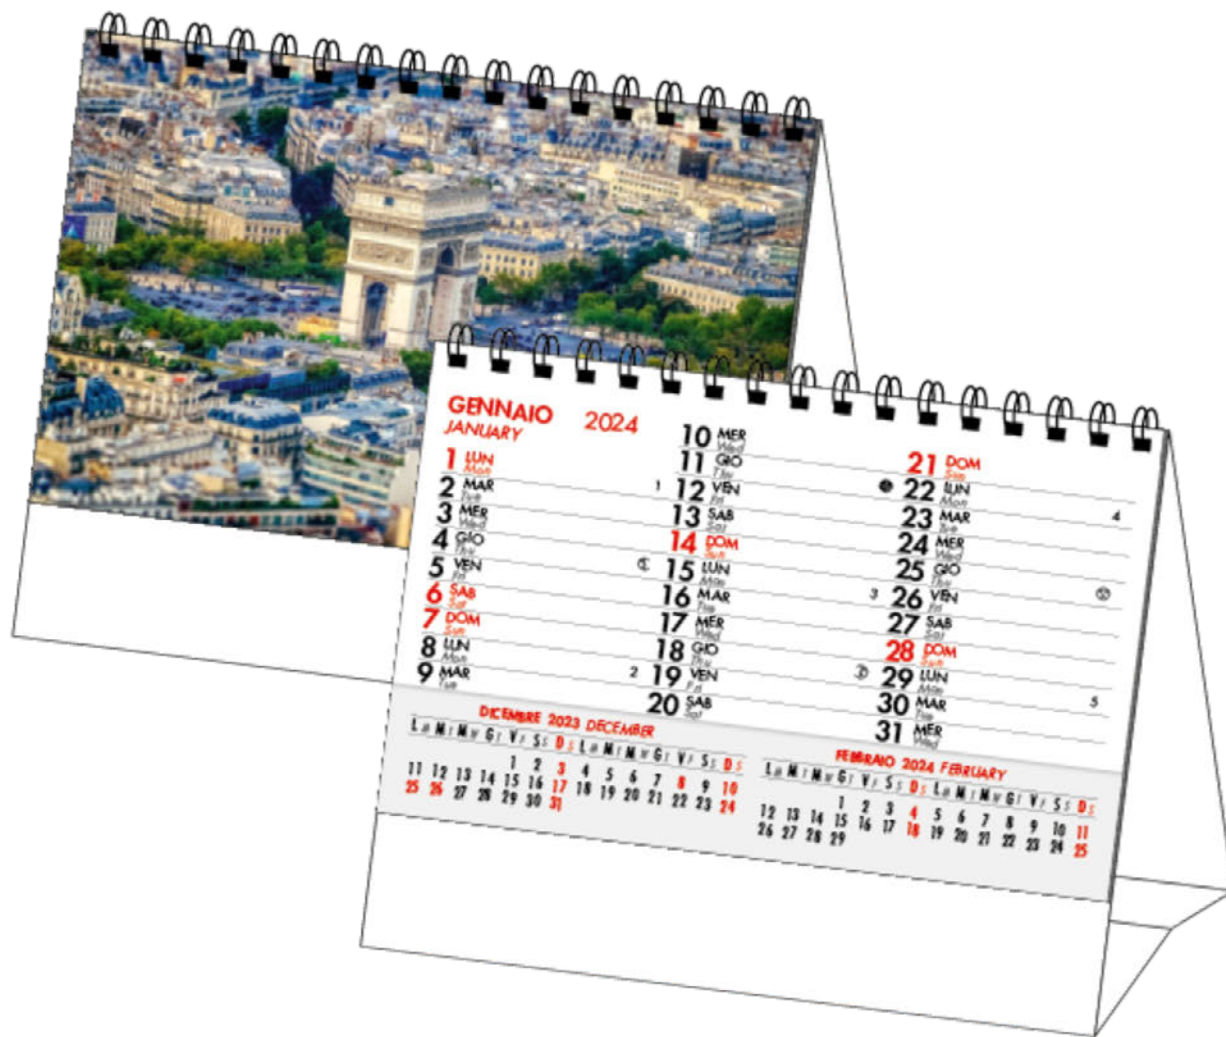 GENNAIO 2024
JANUARY
1 LUN Mon
2 MAR Tue 1
3 MER Wed
4 GIO Thu
5 VEN Fri
6 SAB Sat
7 DOM Sun
8 LUN Mon
9 MAR Tue 2
10 MER Wed
11 GIO Thu
12 VEN Fri
13 SAB Sat
14 DOM Sun
15 LUN Mon
16 MAR Tue 3
17 MER Wed
18 GIO Thu
19 VEN Fri
20 SAB Sat
21 DOM Sun
22 LUN Mon
23 MAR Tue 4
24 MER Wed
25 GIO Thu
26 VEN Fri
27 SAB Sat
28 DOM Sun
29 LUN Mon
30 MAR Tue 5
31 MER Wed
DICEMBRE 2023 DECEMBER
L M M T M W G T V F S S D S L M M T M W G T V F S S D S
1 2 3 4 5 6 7 8 9 10
11 12 13 14 15 16 17 18 19 20 21 22 23 24
25 26 27 28 29 30 31
FEBBRAIO 2024 FEBRUARY
L M M T M W G T V F S S D S L M M T M W G T V F S S D S
1 2 3 4 5 6 7 8 9 10 11
12 13 14 15 16 17 18 19 20 21 22 23 24 25
26 27 28 29